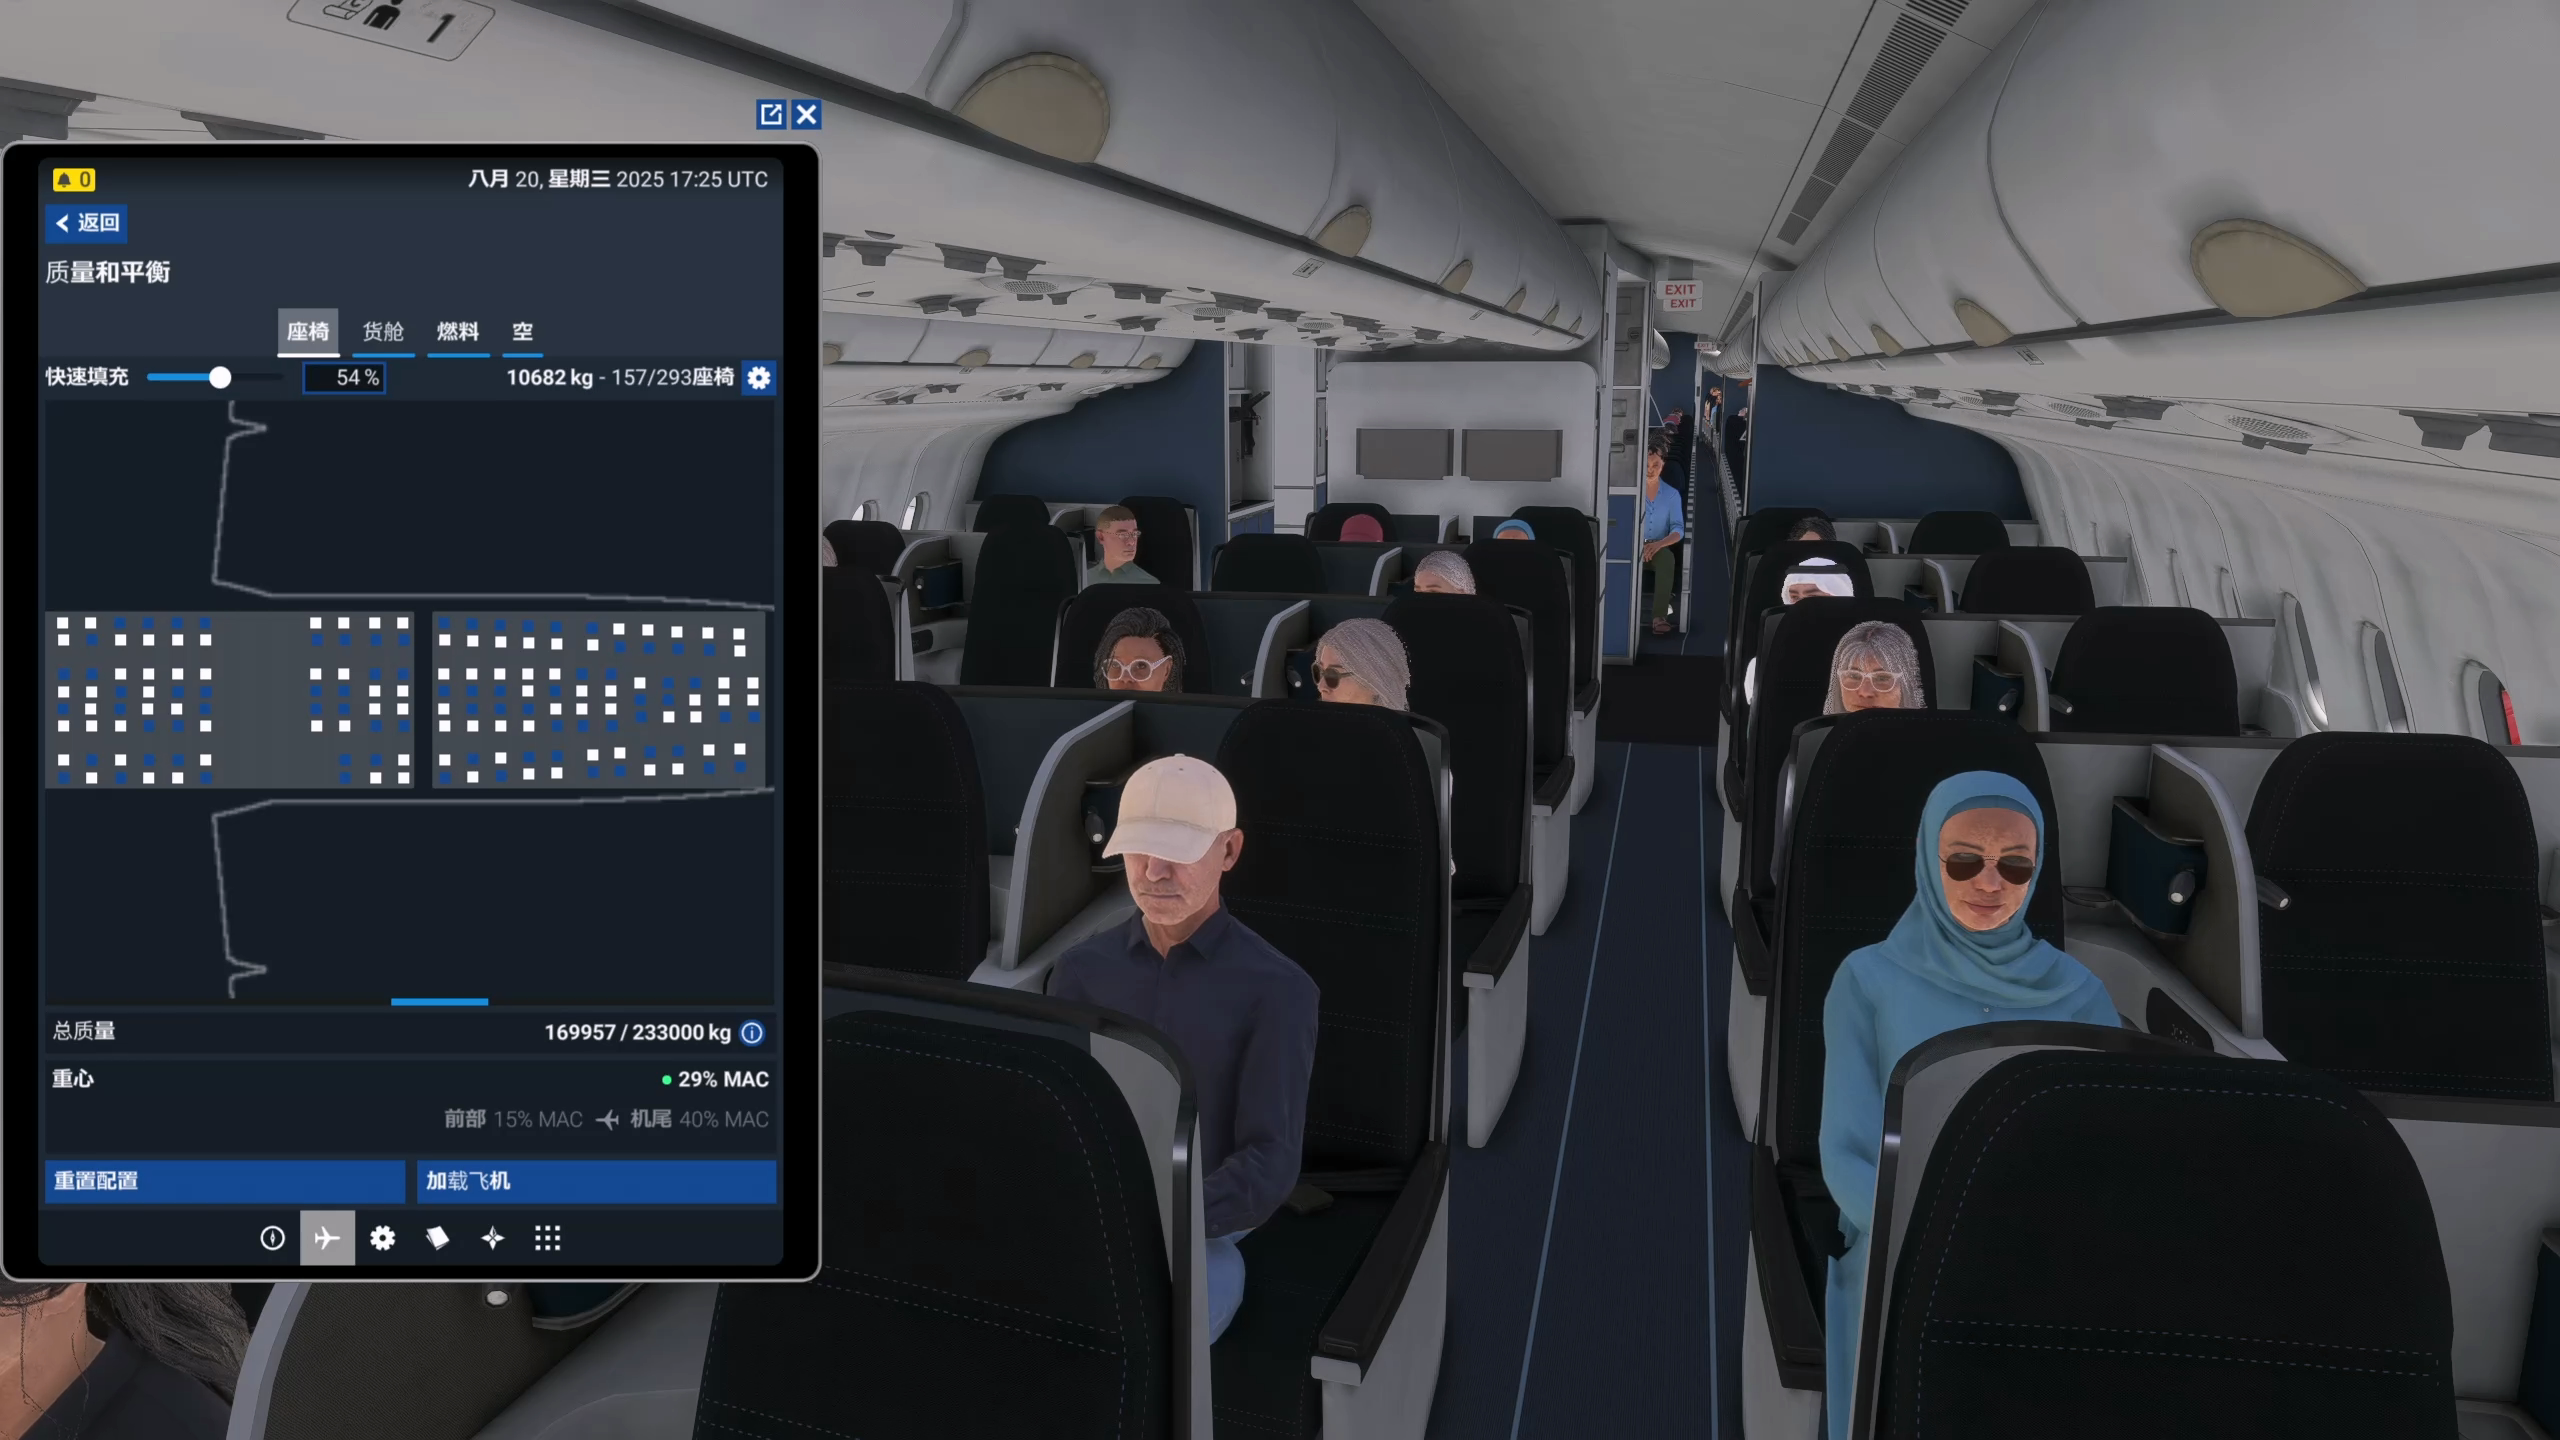 1
0
八月 20, 星期三 2025 17:25 UTC
返回
质量和平衡
座椅 货舱 燃料 空
快速填充 54 % 10682 kg - 157/293座椅
总质量 169957 / 233000 kg
重心 29% MAC
前部 15% MAC 机尾 40% MAC
重置配置 加载飞机
EXIT
EXIT